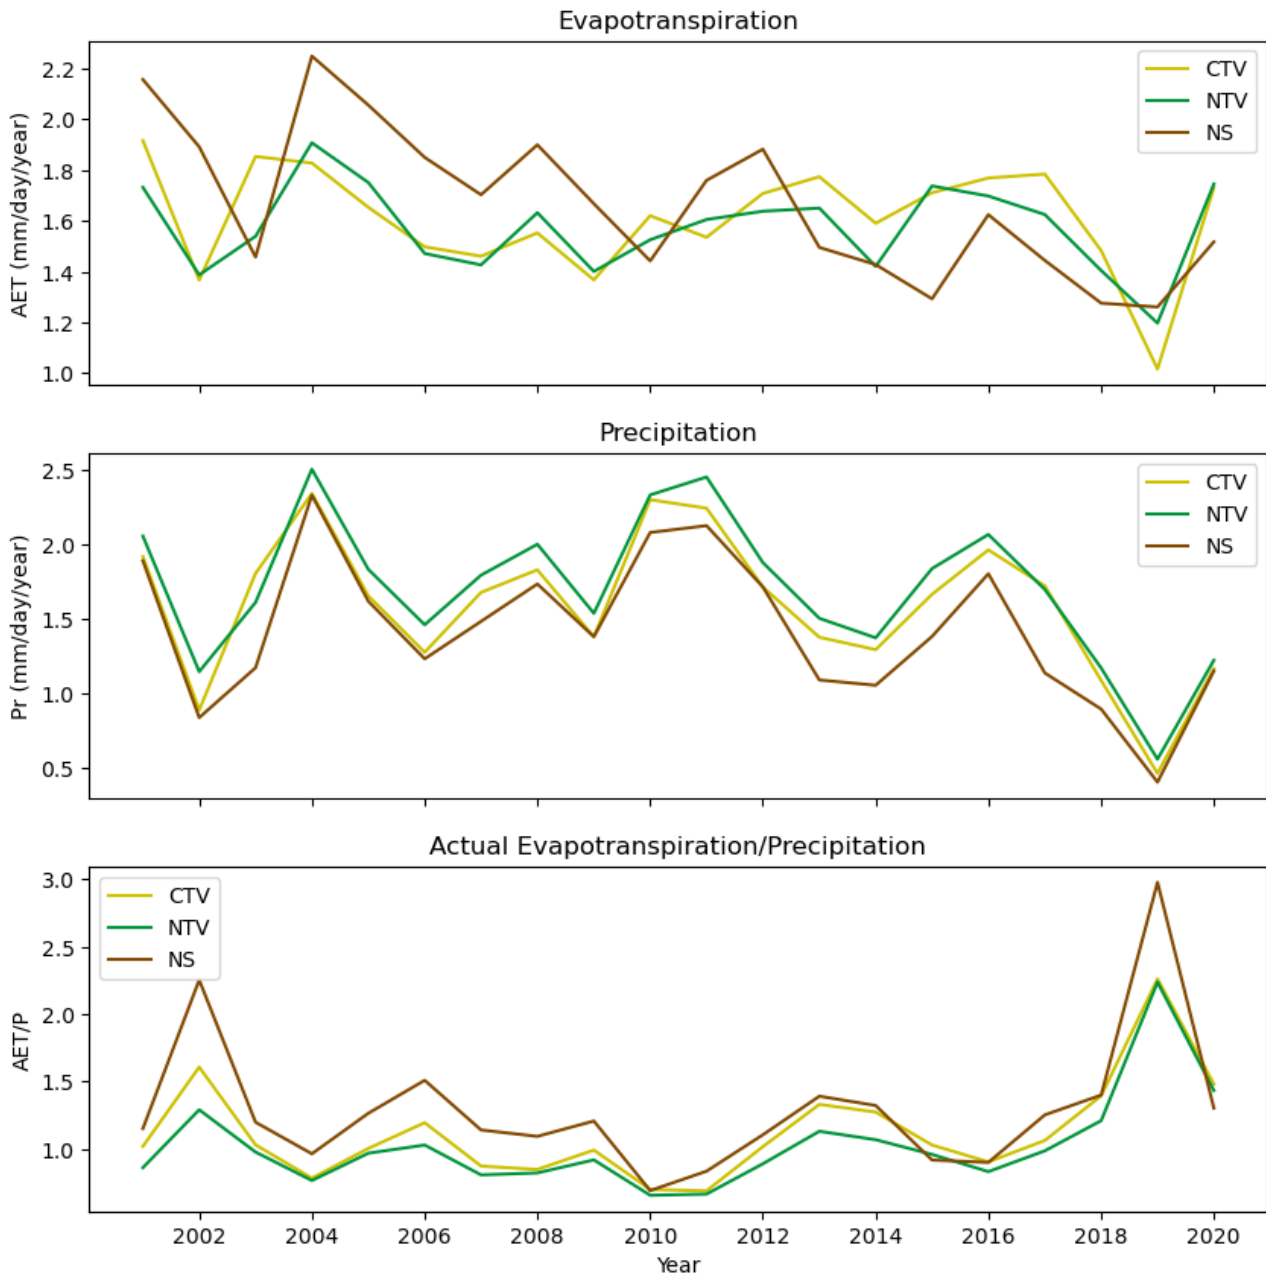 Evapotranspiration
AET (mm/day/year)
2.2
2.0
1.8
1.6
1.4
1.2
1.0
CTV
NTV
NS
Precipitation
Pr (mm/day/year)
2.5
2.0
1.5
1.0
0.5
CTV
NTV
NS
Actual Evapotranspiration/Precipitation
AET/P
3.0
2.5
2.0
1.5
1.0
CTV
NTV
NS
2002 2004 2006 2008 2010 2012 2014 2016 2018 2020
Year